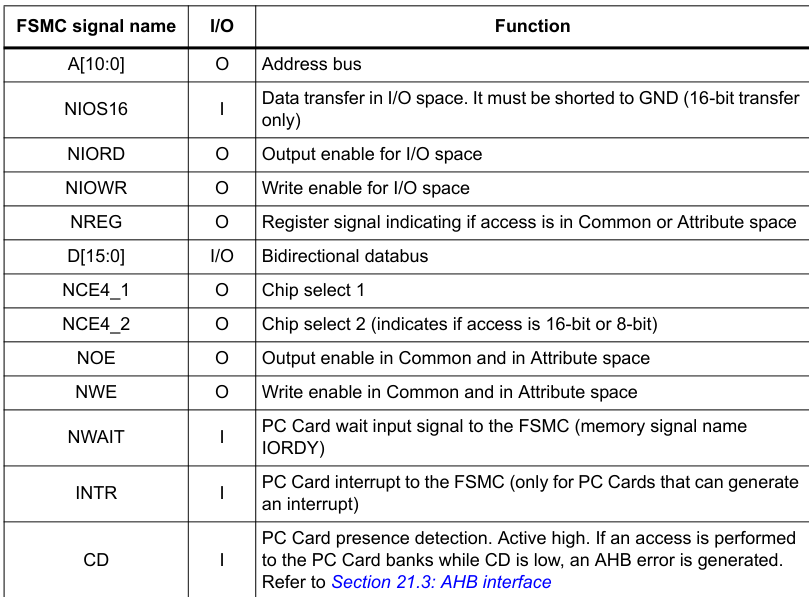 FSMC signal name I/O Function
A[10:0] O Address bus
NIOS16 I Data transfer in I/O space. It must be shorted to GND (16-bit transfer
only)
NIORD O Output enable for I/O space
NIOWR O Write enable for I/O space
NREG O Register signal indicating if access is in Common or Attribute space
D[15:0] I/O Bidirectional databus
NCE4_1 O Chip select 1
NCE4_2 O Chip select 2 (indicates if access is 16-bit or 8-bit)
NOE O Output enable in Common and in Attribute space
NWE O Write enable in Common and in Attribute space
NWAIT I PC Card wait input signal to the FSMC (memory signal name
IORDY)
INTR I PC Card interrupt to the FSMC (only for PC Cards that can generate
an interrupt)
CD I PC Card presence detection. Active high. If an access is performed
to the PC Card banks while CD is low, an AHB error is generated.
Refer to Section 21.3: AHB interface